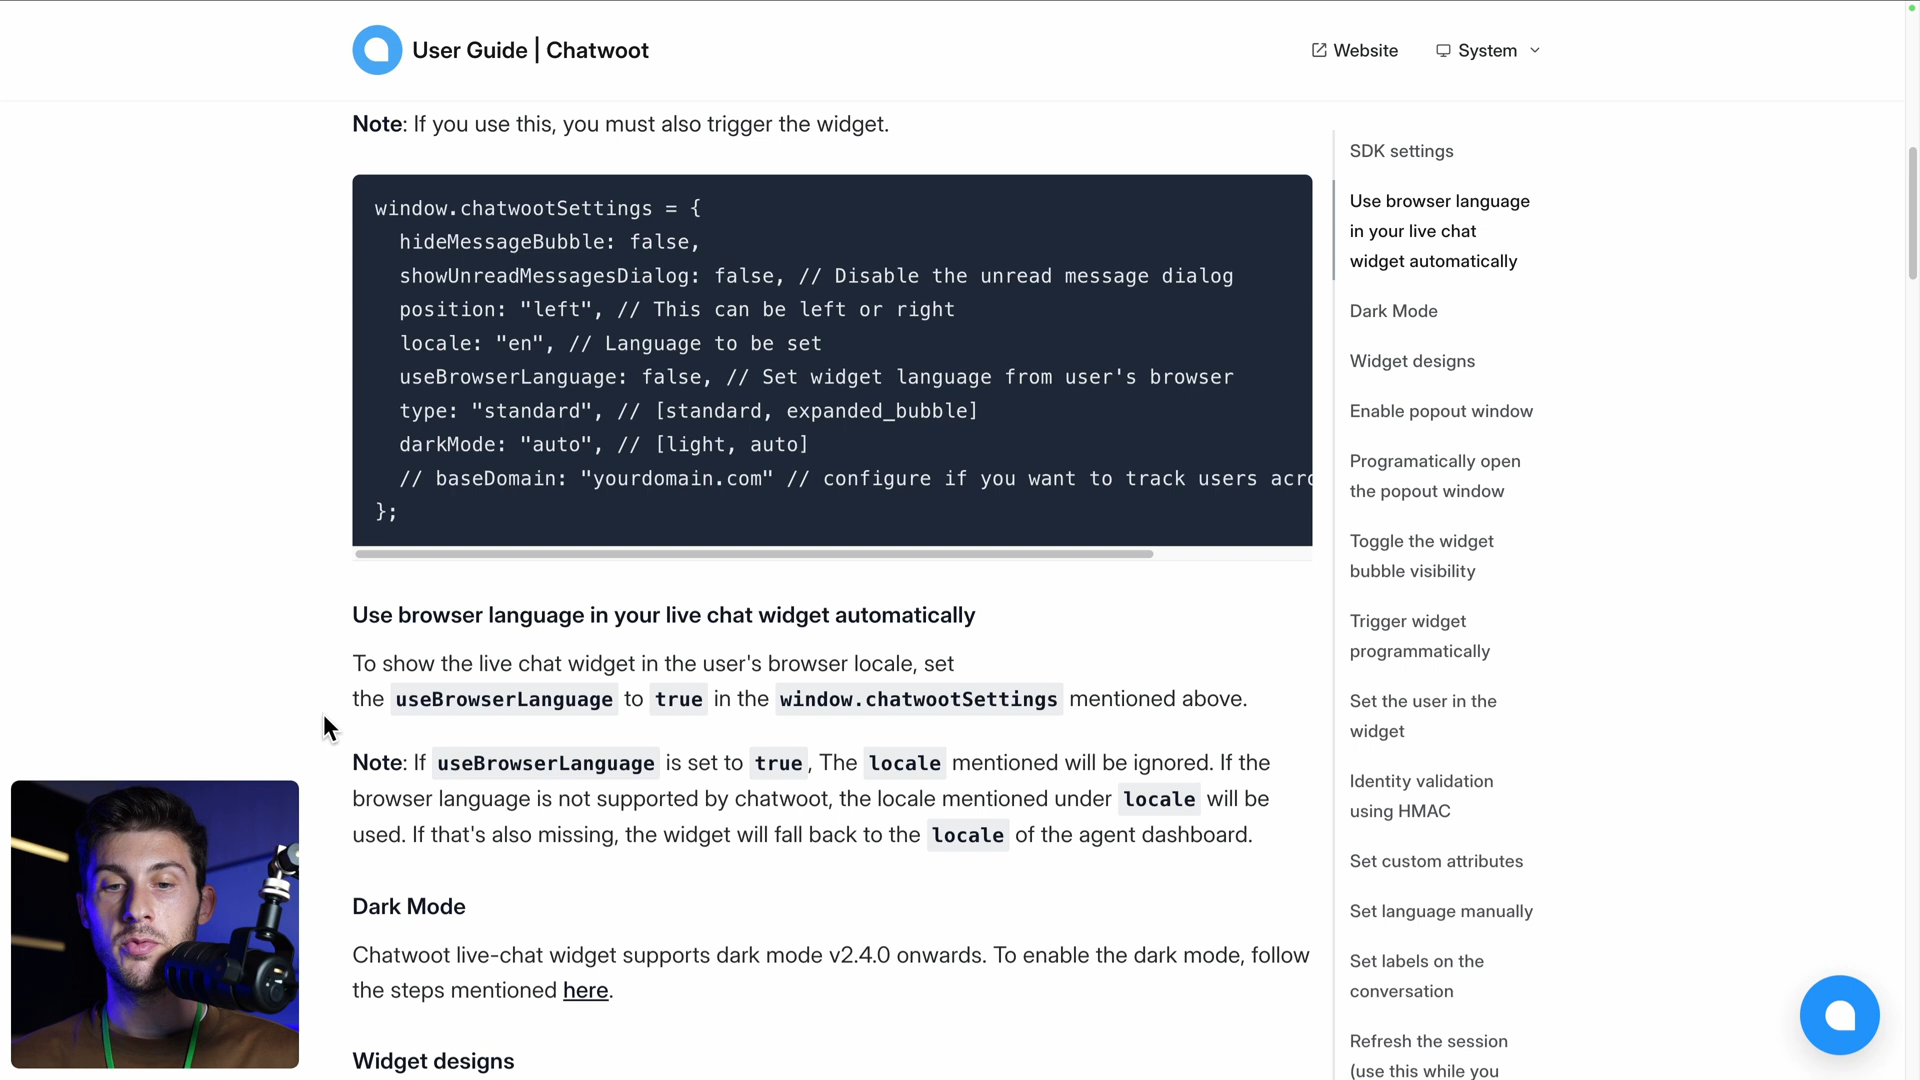 User Guide | Chatwoot
Website
System
Note: If you use this, you must also trigger the widget.
window.chatwootSettings = {
  hideMessageBubble: false,
  showUnreadMessagesDialog: false, // Disable the unread message dialog
  position: "left", // This can be left or right
  locale: "en", // Language to be set
  useBrowserLanguage: false, // Set widget language from user's browser
  type: "standard", // [standard, expanded_bubble]
  darkMode: "auto", // [light, auto]
  // baseDomain: "yourdomain.com" // configure if you want to track users acro
};
Use browser language in your live chat widget automatically
To show the live chat widget in the user's browser locale, set
the useBrowserLanguage to true in the window.chatwootSettings mentioned above.
Note: If useBrowserLanguage is set to true, The locale mentioned will be ignored. If the
browser language is not supported by chatwoot, the locale mentioned under locale will be
used. If that's also missing, the widget will fall back to the locale of the agent dashboard.
Dark Mode
Chatwoot live-chat widget supports dark mode v2.4.0 onwards. To enable the dark mode, follow
the steps mentioned here.
Widget designs
SDK settings
Use browser language
in your live chat
widget automatically
Dark Mode
Widget designs
Enable popout window
Programatically open
the popout window
Toggle the widget
bubble visibility
Trigger widget
programmatically
Set the user in the
widget
Identity validation
using HMAC
Set custom attributes
Set language manually
Set labels on the
conversation
Refresh the session
(use this while you